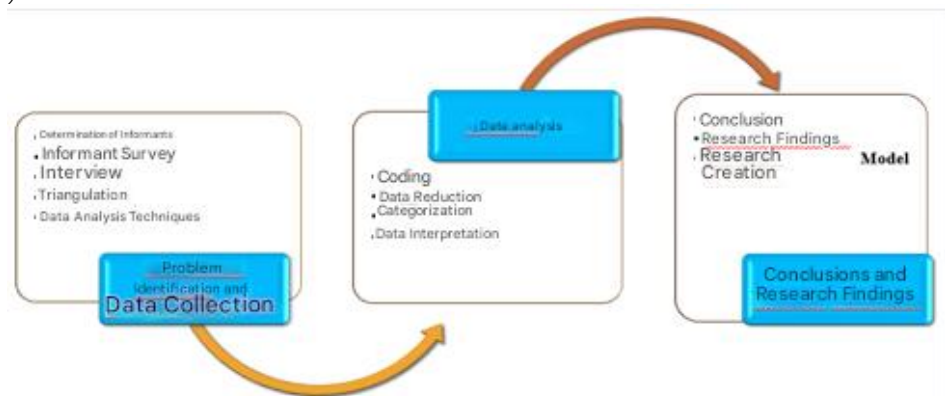 Determination of Informants
Informant Survey
Interview
Triangulation
Data Analysis Techniques
Problem
Identification and
Data Collection
Data analysis
Coding
Data Reduction
Categorization
Data Interpretation
Conclusion
Research Findings
Research Model
Creation
Conclusions and
Research Findings